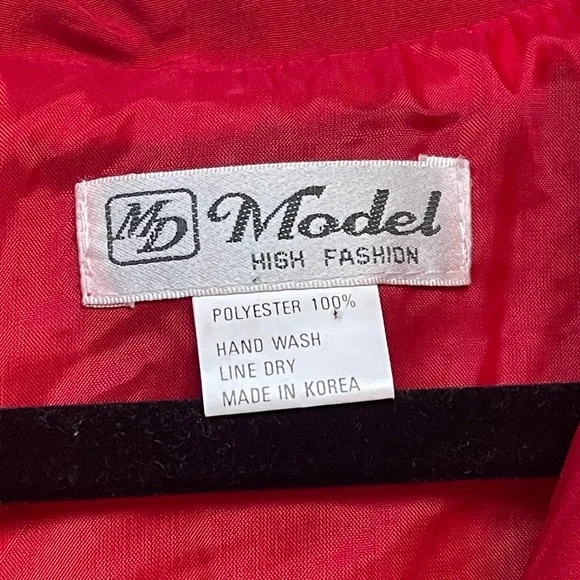 MD Model
HIGH FASHION
POLYESTER 100%
HAND WASH
LINE DRY
MADE IN KOREA